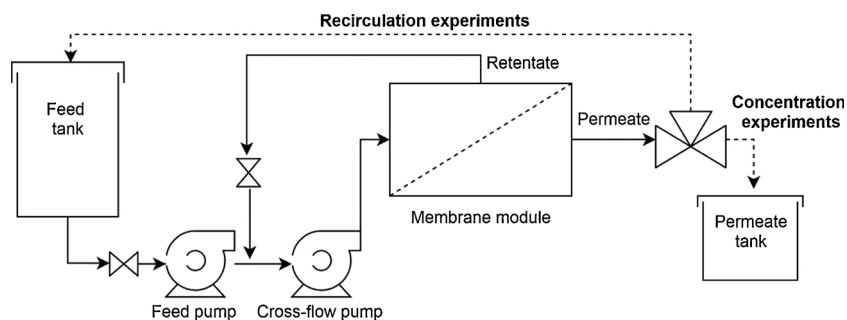 Recirculation experiments
Retentate
Feed
tank
Permeate
Concentration
experiments
Membrane module
Permeate
tank
Feed pump
Cross-flow pump